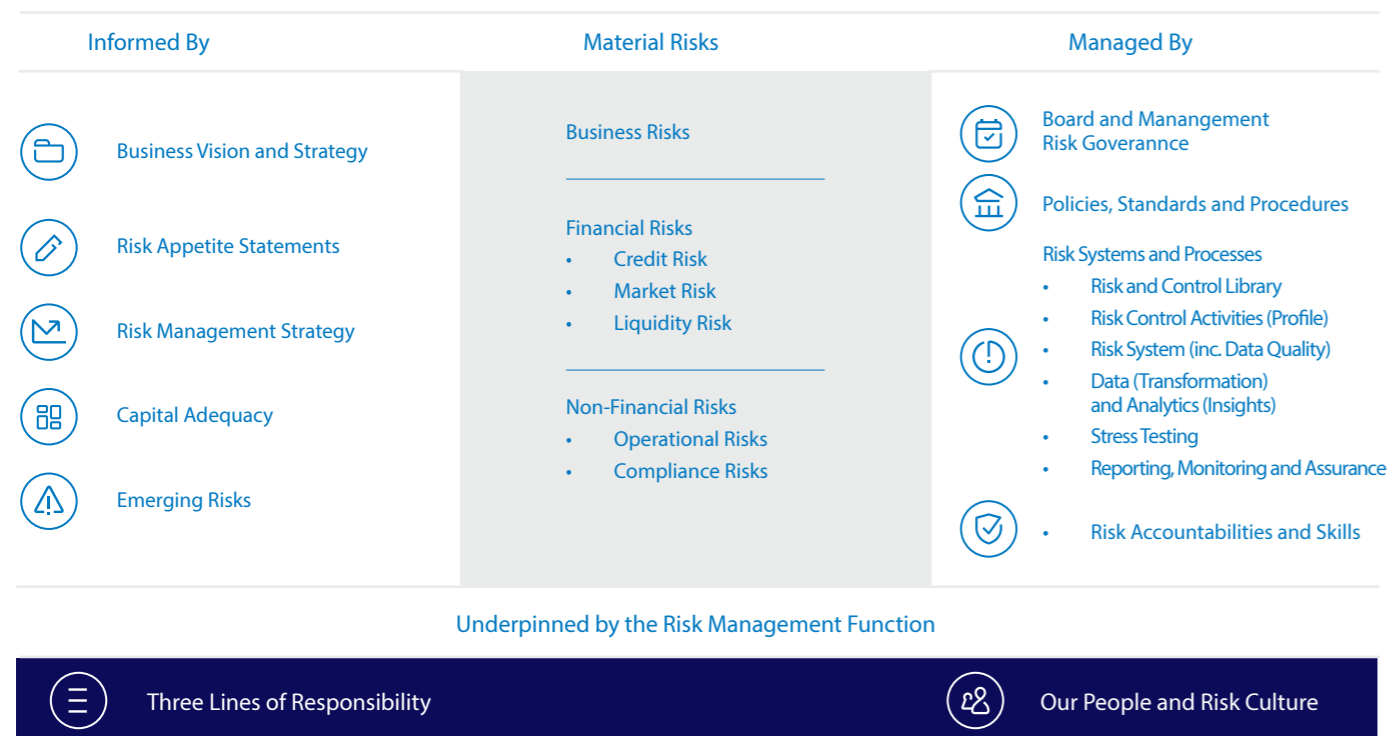 Informed By
Material Risks
Managed By
Business Vision and Strategy
Risk Appetite Statements
Risk Management Strategy
Capital Adequacy
Emerging Risks
Business Risks
Financial Risks
• Credit Risk
• Market Risk
• Liquidity Risk
Non-Financial Risks
• Operational Risks
• Compliance Risks
Board and Manangement
Risk Goverannce
Policies, Standards and Procedures
Risk Systems and Processes
• Risk and Control Library
• Risk Control Activities (Profile)
• Risk System (inc. Data Quality)
• Data (Transformation)
and Analytics (Insights)
• Stress Testing
• Reporting, Monitoring and Assurance
• Risk Accountabilities and Skills
Underpinned by the Risk Management Function
Three Lines of Responsibility
Our People and Risk Culture